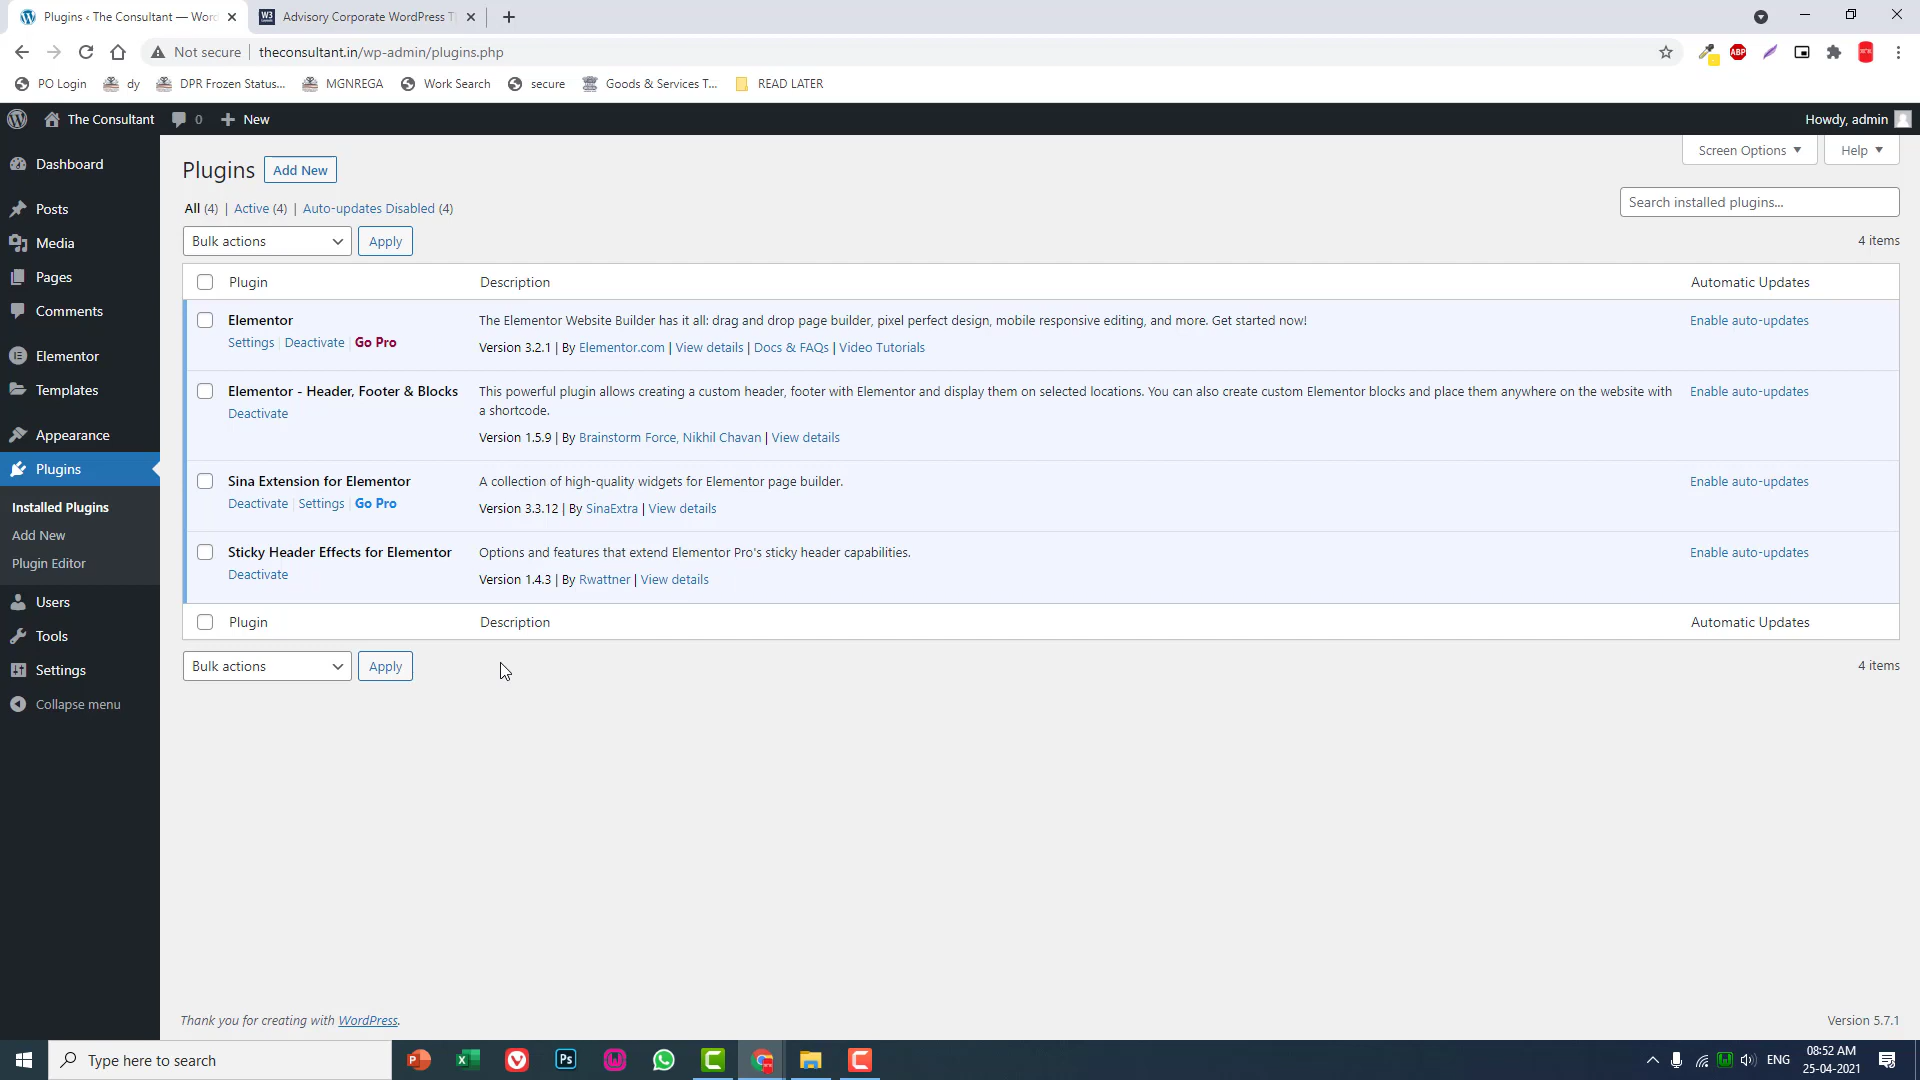 Plugins ‹ The Consultant — Wor
Advisory Corporate WordPress T
Not secure
theconsultant.in/wp-admin/plugins.php
ABP
PO Login
dy
DPR Frozen Status...
MGNREGA
Work Search
secure
Goods & Services T...
READ LATER
The Consultant
0
New
Howdy, admin
Dashboard
Posts
Media
Pages
Comments
Elementor
Templates
Appearance
Plugins
Installed Plugins
Add New
Plugin Editor
Users
Tools
Settings
Collapse menu
Screen Options
Help
Plugins
Add New
All (4) | Active (4) | Auto-updates Disabled (4)
Search installed plugins...
Bulk actions
Apply
4 items
Plugin
Description
Automatic Updates
Elementor
Settings | Deactivate | Go Pro
The Elementor Website Builder has it all: drag and drop page builder, pixel perfect design, mobile responsive editing, and more. Get started now!
Version 3.2.1 | By Elementor.com | View details | Docs & FAQs | Video Tutorials
Enable auto-updates
Elementor - Header, Footer & Blocks
Deactivate
This powerful plugin allows creating a custom header, footer with Elementor and display them on selected locations. You can also create custom Elementor blocks and place them anywhere on the website with
a shortcode.
Version 1.5.9 | By Brainstorm Force, Nikhil Chavan | View details
Enable auto-updates
Sina Extension for Elementor
Deactivate | Settings | Go Pro
A collection of high-quality widgets for Elementor page builder.
Version 3.3.12 | By SinaExtra | View details
Enable auto-updates
Sticky Header Effects for Elementor
Deactivate
Options and features that extend Elementor Pro's sticky header capabilities.
Version 1.4.3 | By Rwattner | View details
Enable auto-updates
Plugin
Description
Automatic Updates
Bulk actions
Apply
4 items
Thank you for creating with WordPress.
Version 5.7.1
Type here to search
Ps
ENG
08:52 AM
25-04-2021